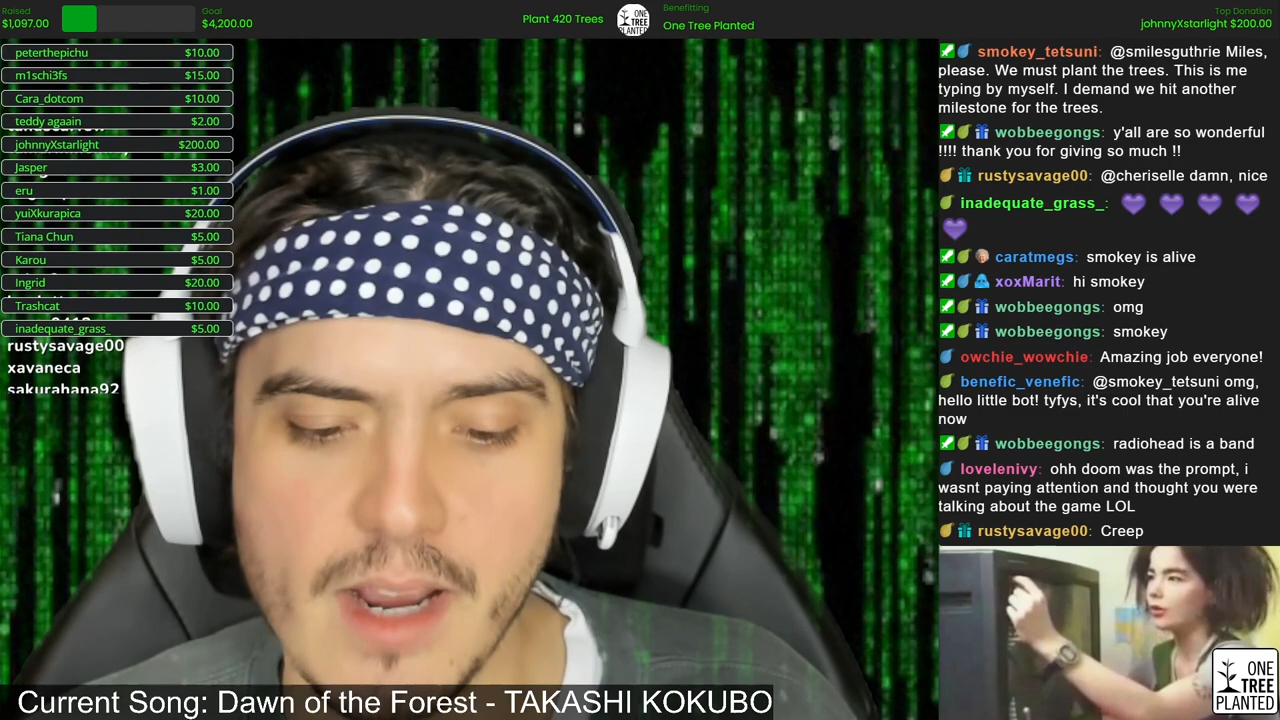 Raised
$1,097.00
Goal
$4,200.00
Plant 420 Trees
ONE
TREE
PLANTED
Benefitting
One Tree Planted
Top Donation
johnnyXstarlight $200.00
peterthepichu $10.00
m1schi3fs $15.00
Cara_dotcom $10.00
teddy agaain $2.00
johnnyXstarlight $200.00
Jasper $3.00
eru $1.00
yuiXkurapica $20.00
Tiana Chun $5.00
Karou $5.00
Ingrid $20.00
Trashcat $10.00
inadequate_grass_ $5.00
rustysavage00
xavaneca
sakurahana92
smokey_tetsuni: @smilesguthrie Miles,
please. We must plant the trees. This is me
typing by myself. I demand we hit another
milestone for the trees.
wobbeegongs: y'all are so wonderful
!!!! thank you for giving so much !!
rustysavage00: @cheriselle damn, nice
inadequate_grass_:
caratmegs: smokey is alive
xoxMarit: hi smokey
wobbeegongs: omg
wobbeegongs: smokey
owchie_wowchie: Amazing job everyone!
benefic_venefic: @smokey_tetsuni omg,
hello little bot! tyfys, it's cool that you're alive
now
wobbeegongs: radiohead is a band
lovelenivy: ohh doom was the prompt, i
wasnt paying attention and thought you were
talking about the game LOL
rustysavage00: Creep
ONE
TREE
PLANTED
Current Song: Dawn of the Forest - TAKASHI KOKUBO